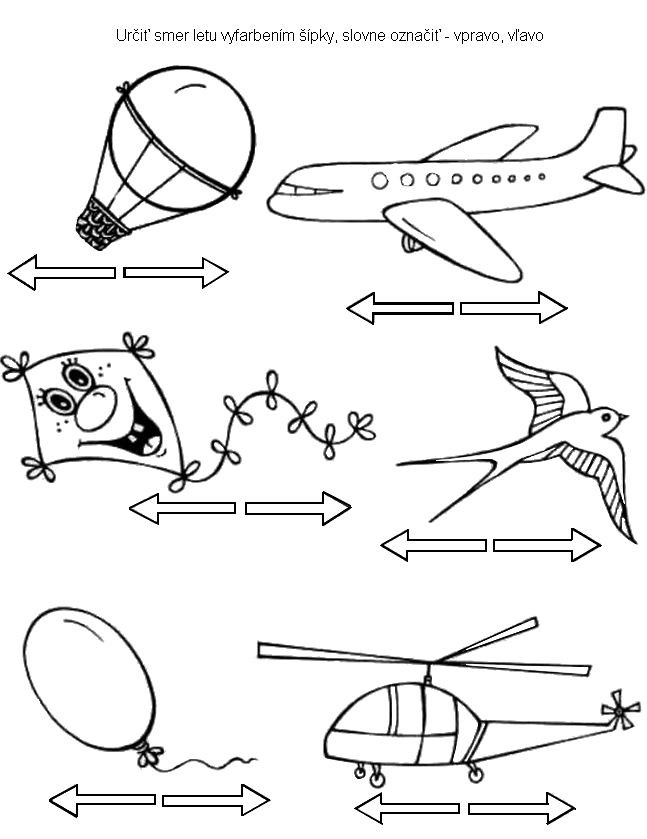 Určiť smer letu vyfarbením šípky, slovne označiť - vpravo, vľavo